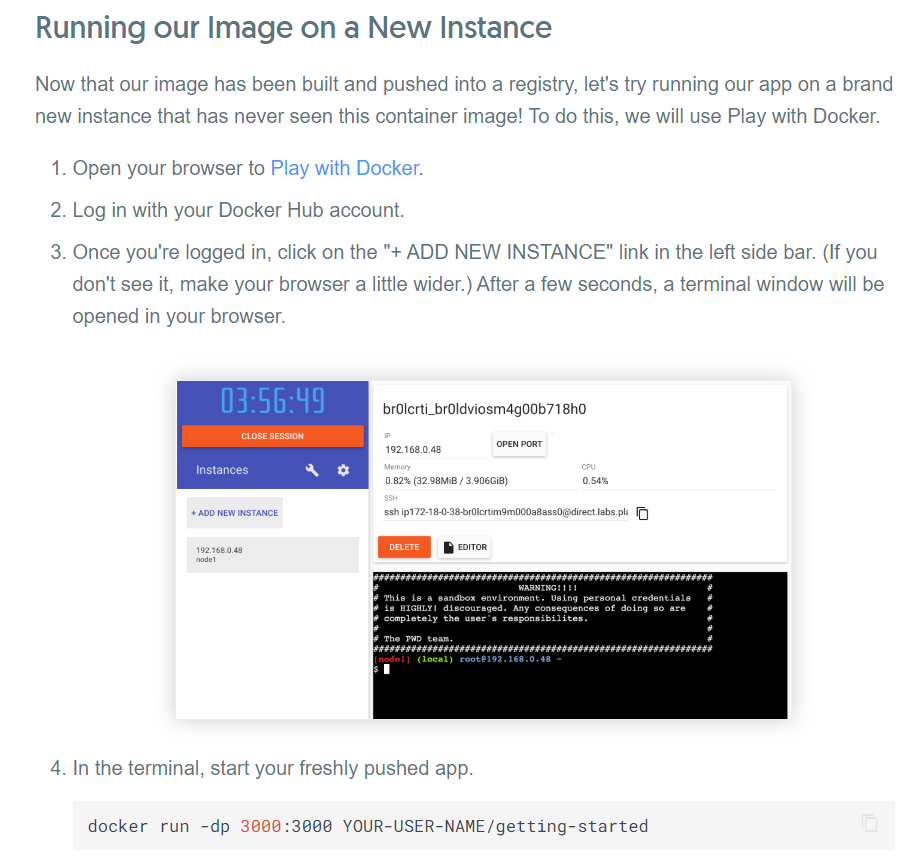 Running our Image on a New Instance
Now that our image has been built and pushed into a registry, let's try running our app on a brand
new instance that has never seen this container image! To do this, we will use Play with Docker.
1. Open your browser to Play with Docker.
2. Log in with your Docker Hub account.
3. Once you're logged in, click on the "+ ADD NEW INSTANCE" link in the left side bar. (If you
don't see it, make your browser a little wider.) After a few seconds, a terminal window will be
opened in your browser.
03:56:49
CLOSE SESSION
Instances
+ ADD NEW INSTANCE
192.168.0.48
node1
br0lcrti_br0ldviosm4g00b718h0
IP
192.168.0.48
OPEN PORT
Memory
0.82% (32.98MiB / 3.906GiB)
CPU
0.54%
SSH
ssh ip172-18-0-38-br0lcrtim9m000a8ass0@direct.labs.pla
DELETE
EDITOR
###############################################################
# WARNING!!!! #
# This is a sandbox environment. Using personal credentials #
# is HIGHLY! discouraged. Any consequences of doing so are #
# completely the user's responsibilites. #
# #
# The PWD team. #
###############################################################
[node1] (local) root@192.168.0.48 ~
$
4. In the terminal, start your freshly pushed app.
docker run -dp 3000:3000 YOUR-USER-NAME/getting-started